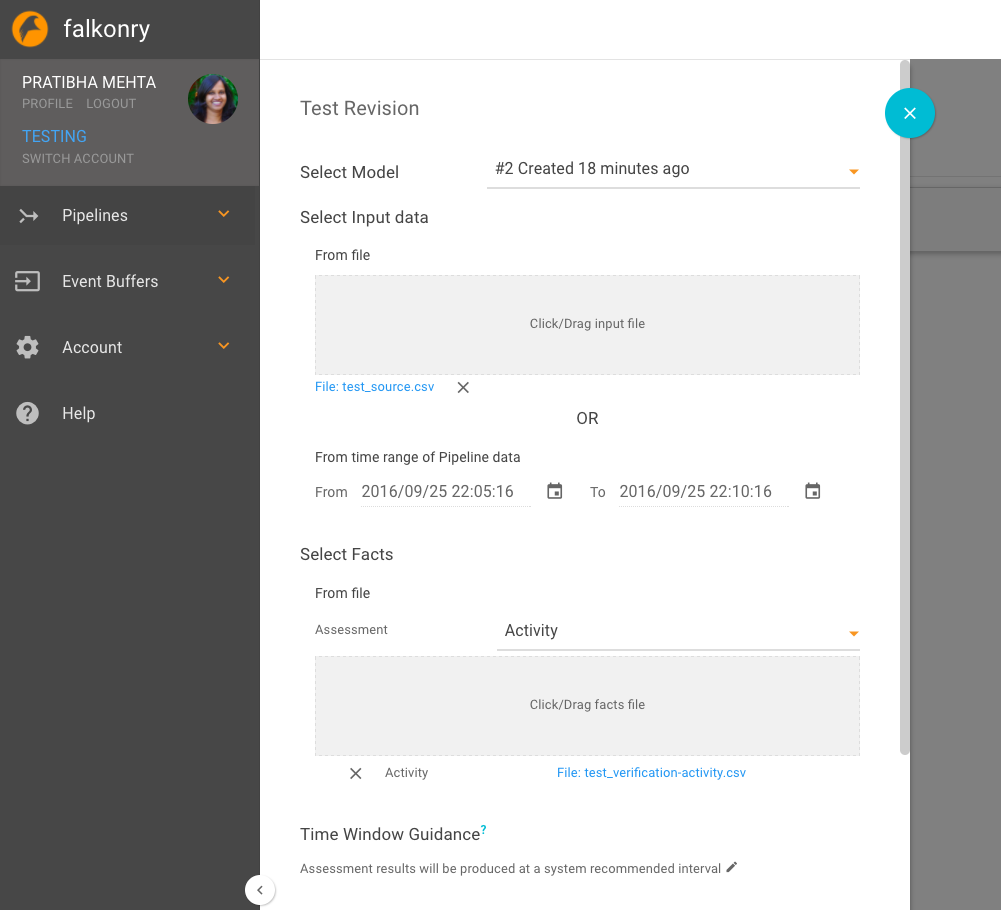 falkonry
PRATIBHA MEHTA
PROFILE LOGOUT
TESTING
SWITCH ACCOUNT
Pipelines
Event Buffers
Account
Help
Test Revision
Select Model #2 Created 18 minutes ago
Select Input data
From file
Click/Drag input file
File: test_source.csv
OR
From time range of Pipeline data
From 2016/09/25 22:05:16 To 2016/09/25 22:10:16
Select Facts
From file
Assessment Activity
Click/Drag facts file
Activity File: test_verification-activity.csv
Time Window Guidance?
Assessment results will be produced at a system recommended interval